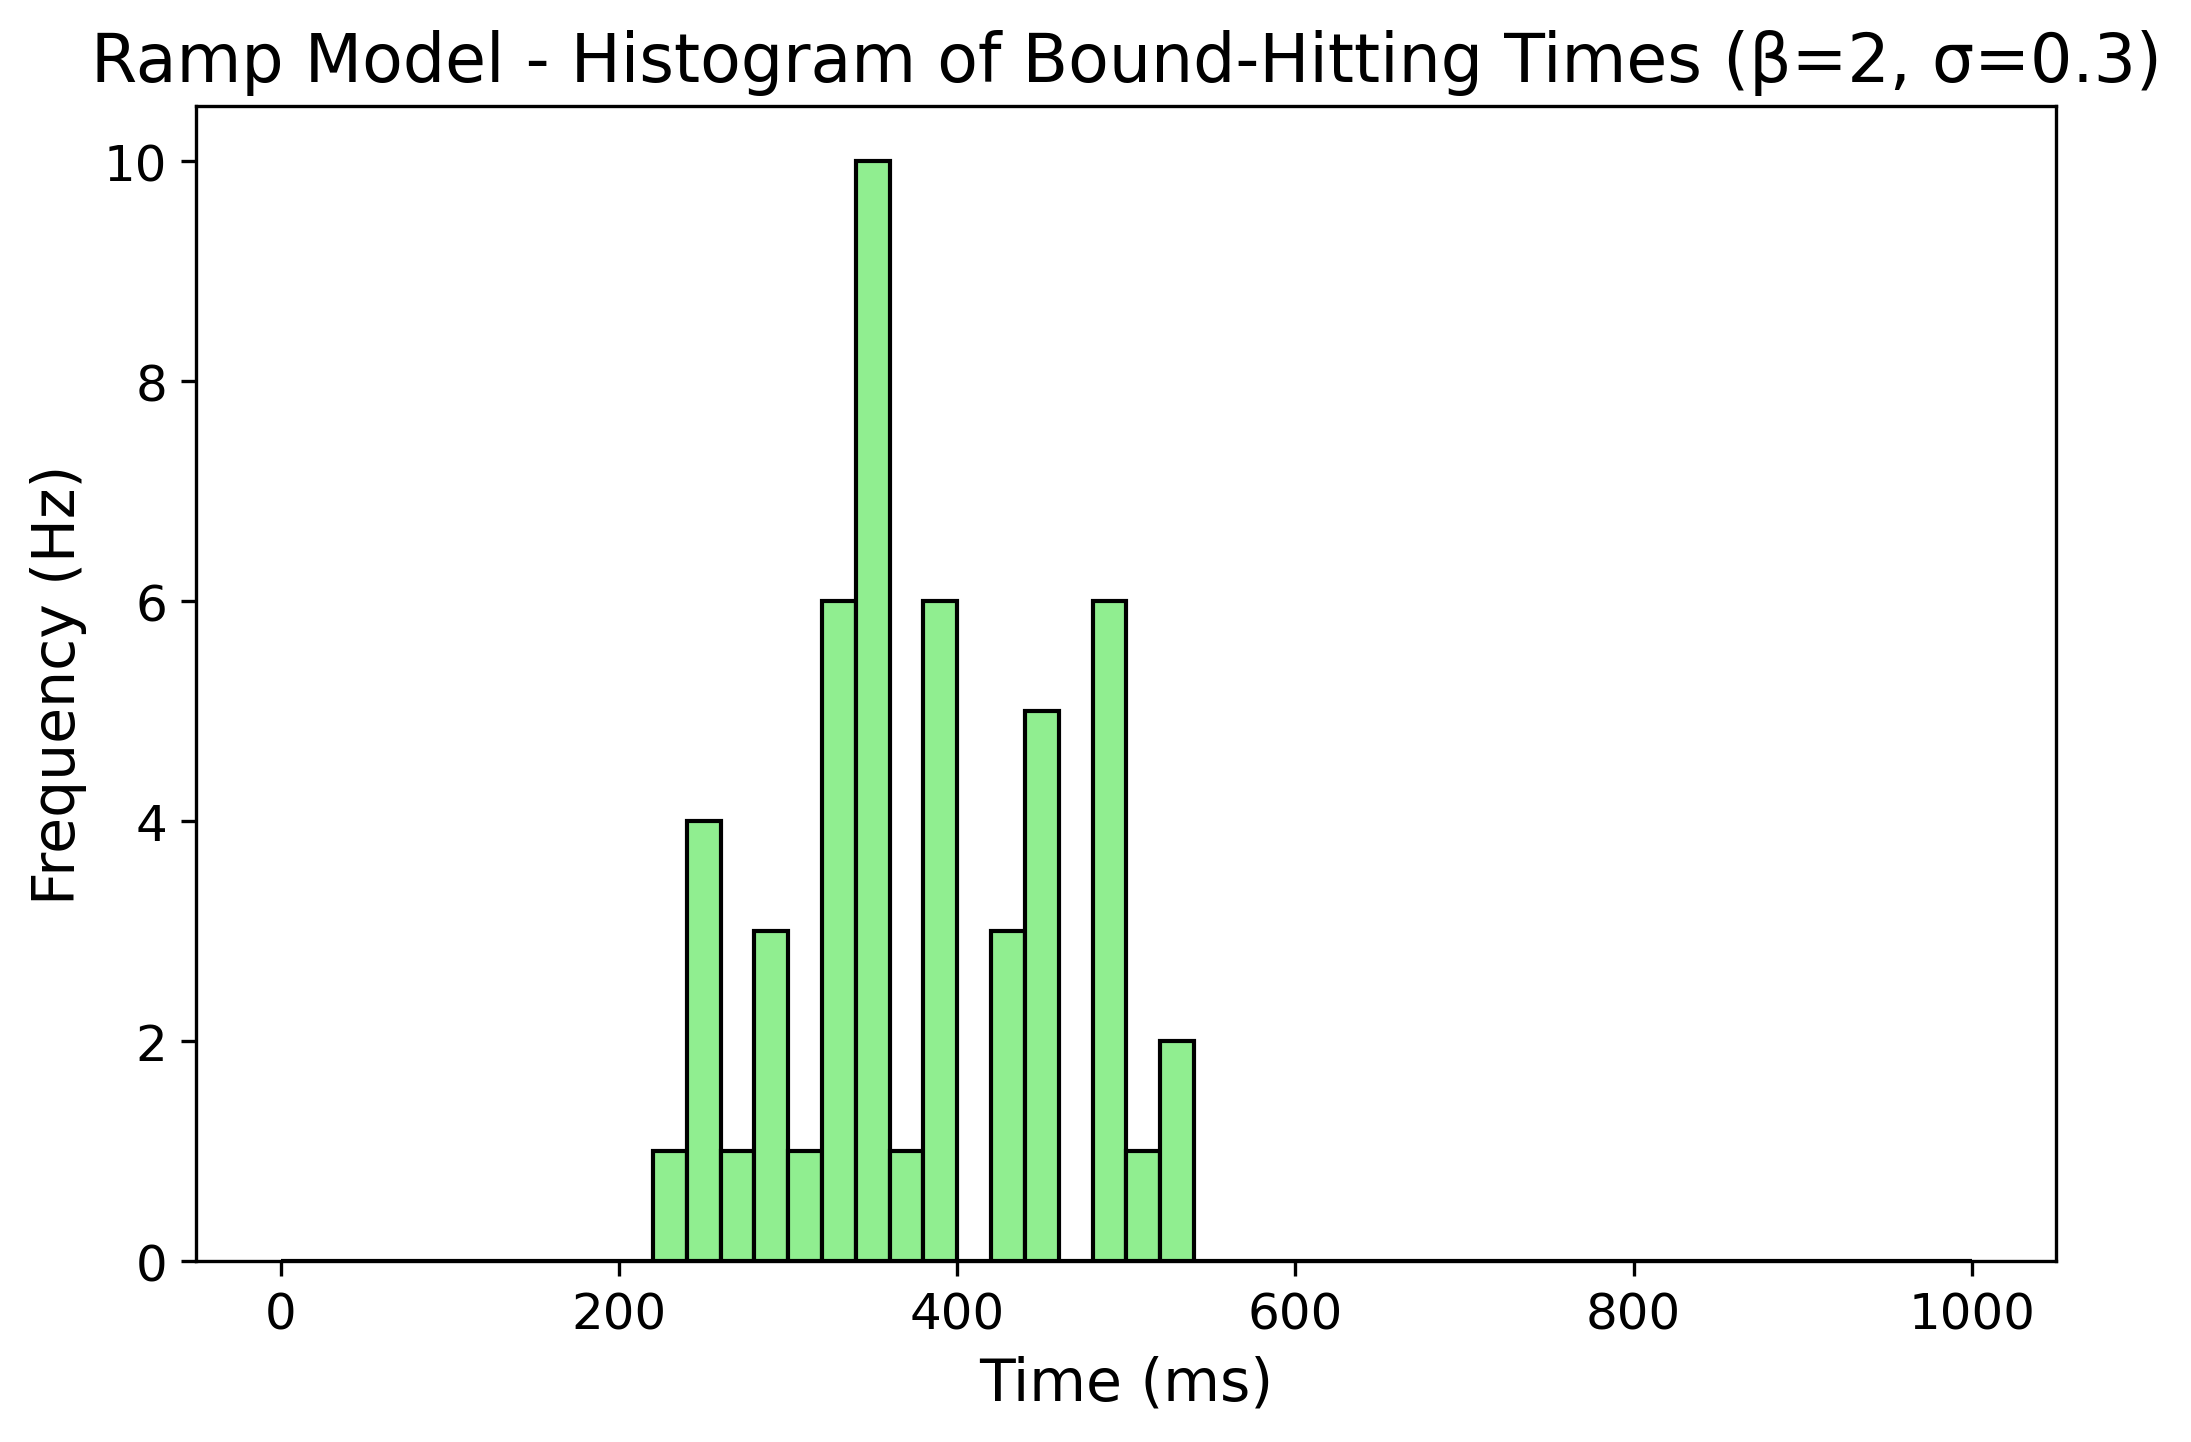 Ramp Model - Histogram of Bound-Hitting Times (β=2, σ=0.3)
Frequency (Hz)
10
8
6
4
2
0
0 200 400 600 800 1000
Time (ms)